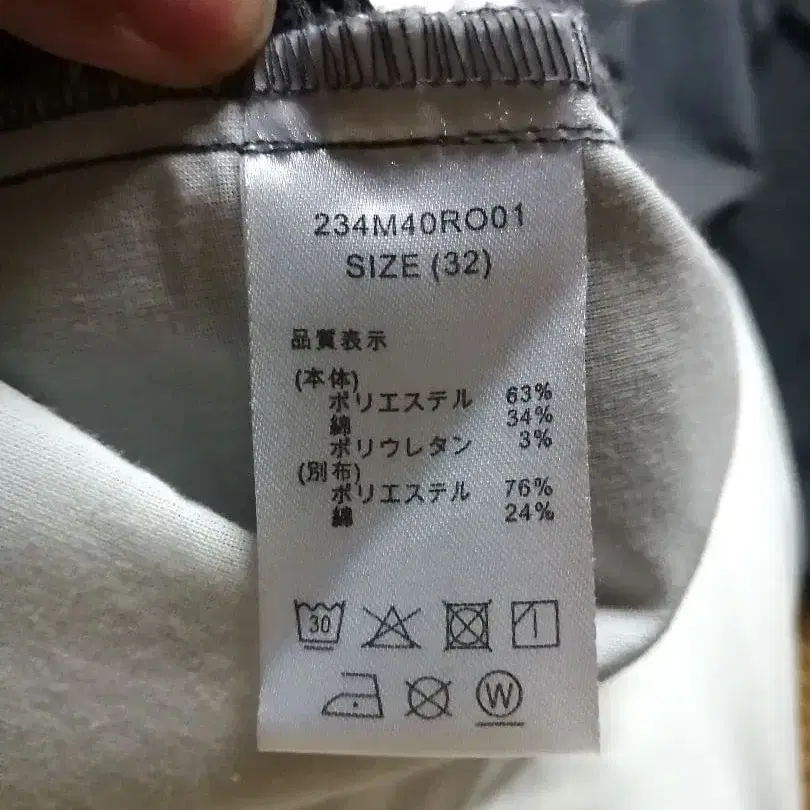 234M40RO01
SIZE (32)
品質表示
(本体)
ポリエステル 63%
綿 34%
ポリウレタン 3%
(別布)
ポリエステル 76%
綿 24%
30
W